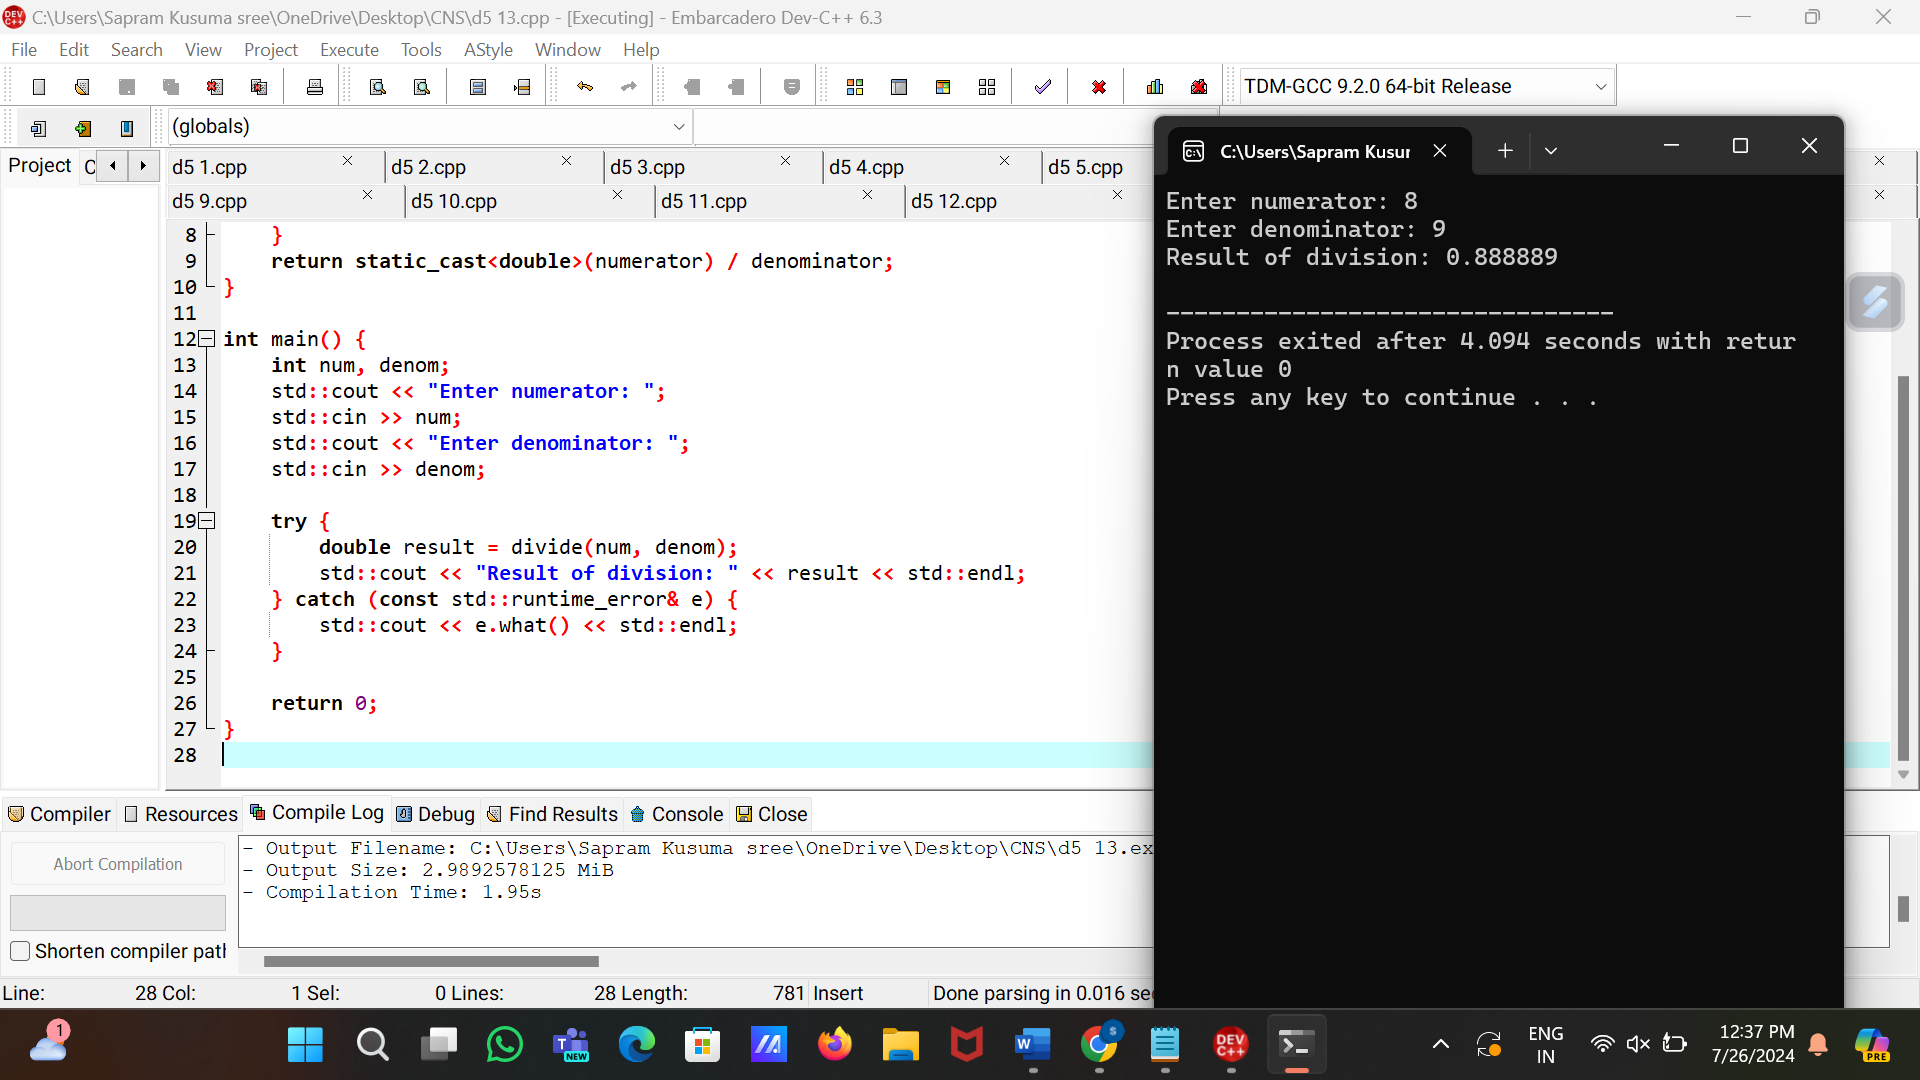 C:\Users\Sapram Kusuma sree\OneDrive\Desktop\CNS\d5 13.cpp - [Executing] - Embarcadero Dev-C++ 6.3
File Edit Search View Project Execute Tools AStyle Window Help
TDM-GCC 9.2.0 64-bit Release
(globals)
Project
d5 1.cpp d5 2.cpp d5 3.cpp d5 4.cpp d5 5.cpp
d5 9.cpp d5 10.cpp d5 11.cpp d5 12.cpp
8 }
9 return static_cast<double>(numerator) / denominator;
10 }
11
12 int main() {
13 int num, denom;
14 std::cout << "Enter numerator: ";
15 std::cin >> num;
16 std::cout << "Enter denominator: ";
17 std::cin >> denom;
18
19 try {
20 double result = divide(num, denom);
21 std::cout << "Result of division: " << result << std::endl;
22 } catch (const std::runtime_error& e) {
23 std::cout << e.what() << std::endl;
24 }
25
26 return 0;
27 }
28
C:\Users\Sapram Kusur
Enter numerator: 8
Enter denominator: 9
Result of division: 0.888889
--------------------------------
Process exited after 4.094 seconds with retur
n value 0
Press any key to continue . . .
Compiler Resources Compile Log Debug Find Results Console Close
Abort Compilation
Shorten compiler path
- Output Filename: C:\Users\Sapram Kusuma sree\OneDrive\Desktop\CNS\d5 13.ex
- Output Size: 2.9892578125 MiB
- Compilation Time: 1.95s
Line: 28 Col: 1 Sel: 0 Lines: 28 Length: 781 Insert Done parsing in 0.016 se
1
NEW
DEV C++
ENG
IN
12:37 PM
7/26/2024
PRE